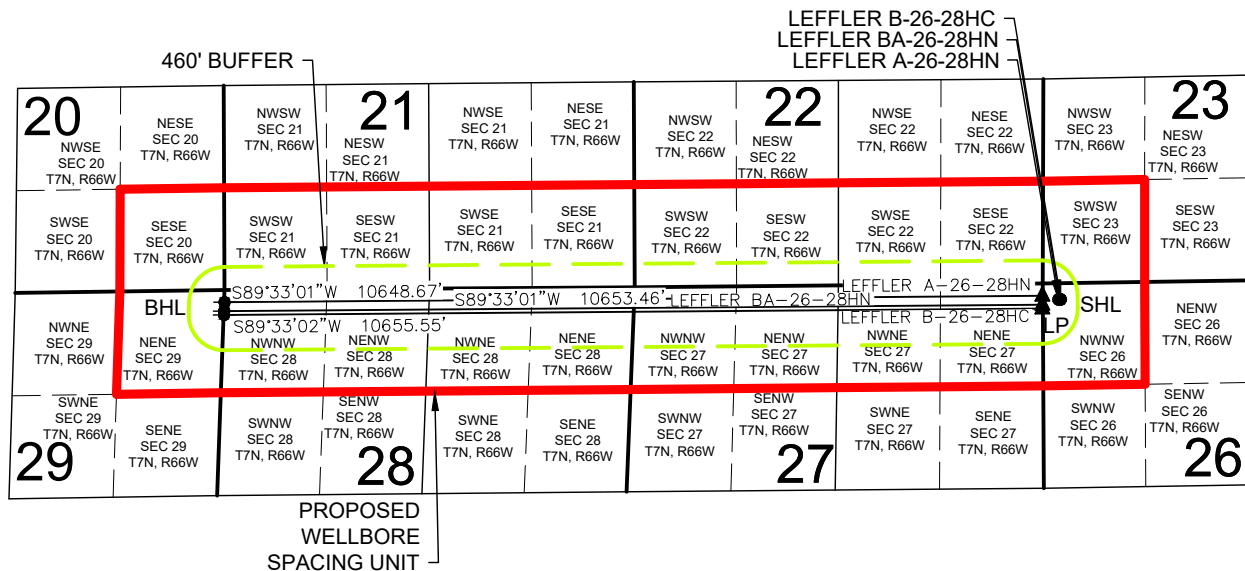 LEFFLER B-26-28HC
LEFFLER BA-26-28HN
LEFFLER A-26-28HN
460' BUFFER
20
21
22
23
NWSE
SEC 20
T7N, R66W
NESE
SEC 20
T7N, R66W
NWSW
SEC 21
T7N, R66W
NESW
SEC 21
T7N, R66W
NWSE
SEC 21
T7N, R66W
NESE
SEC 21
T7N, R66W
NWSW
SEC 22
T7N, R66W
NESW
SEC 22
T7N, R66W
NWSE
SEC 22
T7N, R66W
NESE
SEC 22
T7N, R66W
NWSW
SEC 23
T7N, R66W
NESW
SEC 23
T7N, R66W
SWSE
SEC 20
T7N, R66W
SESE
SEC 20
T7N, R66W
SWSW
SEC 21
T7N, R66W
SESW
SEC 21
T7N, R66W
SWSE
SEC 21
T7N, R66W
SESE
SEC 21
T7N, R66W
SWSW
SEC 22
T7N, R66W
SESW
SEC 22
T7N, R66W
SWSE
SEC 22
T7N, R66W
SESE
SEC 22
T7N, R66W
SWSW
SEC 23
T7N, R66W
SESW
SEC 23
T7N, R66W
BHL
S89°33'01"W 10648.67'
LEFFLER A-26-28HN
S89°33'01"W 10653.46'
LEFFLER BA-26-28HN
S89°33'02"W 10655.55'
LEFFLER B-26-28HC
SHL
LP
NWNE
SEC 29
T7N, R66W
NENE
SEC 29
T7N, R66W
NWNW
SEC 28
T7N, R66W
NENW
SEC 28
T7N, R66W
NWNE
SEC 28
T7N, R66W
NENE
SEC 28
T7N, R66W
NWNW
SEC 27
T7N, R66W
NENW
SEC 27
T7N, R66W
NWNE
SEC 27
T7N, R66W
NENE
SEC 27
T7N, R66W
NWNW
SEC 26
T7N, R66W
NENW
SEC 26
T7N, R66W
SWNE
SEC 29
T7N, R66W
SENE
SEC 29
T7N, R66W
SWNW
SEC 28
T7N, R66W
SENW
SEC 28
T7N, R66W
SWNE
SEC 28
T7N, R66W
SENE
SEC 28
T7N, R66W
SWNW
SEC 27
T7N, R66W
SENW
SEC 27
T7N, R66W
SWNE
SEC 27
T7N, R66W
SENE
SEC 27
T7N, R66W
SWNW
SEC 26
T7N, R66W
SENW
SEC 26
T7N, R66W
29
28
27
26
PROPOSED
WELLBORE
SPACING UNIT